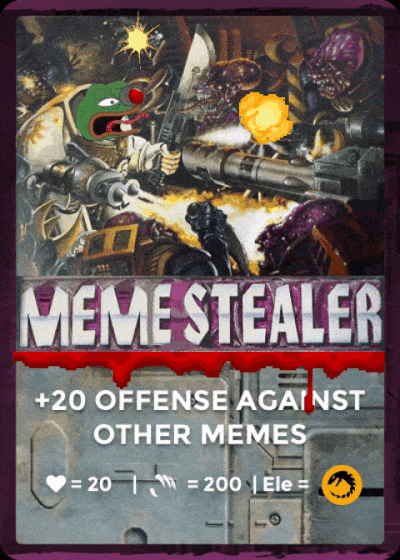 MEME STEALER
+20 OFFENSE AGAINST
OTHER MEMES
= 20 | = 200 | Ele =